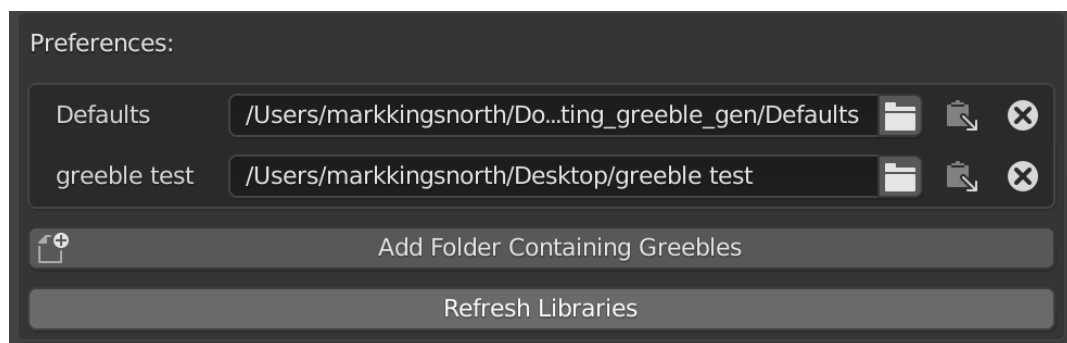 Preferences:
Defaults /Users/markkingsnorth/Do...ting_greeble_gen/Defaults
greeble test /Users/markkingsnorth/Desktop/greeble test
Add Folder Containing Greebles
Refresh Libraries